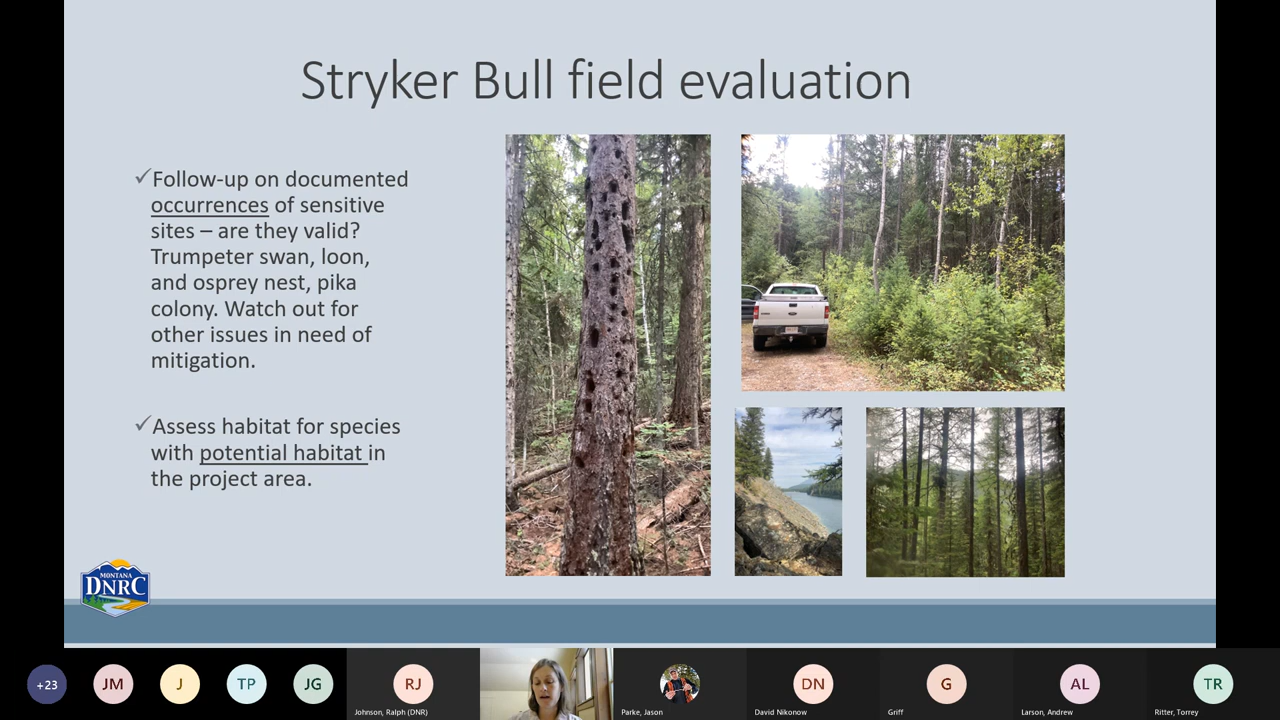 Stryker Bull field evaluation
✓Follow-up on documented
occurrences of sensitive
sites – are they valid?
Trumpeter swan, loon,
and osprey nest, pika
colony. Watch out for
other issues in need of
mitigation.
✓Assess habitat for species
with potential habitat in
the project area.
MONTANA
DNRC
+23
JM
J
TP
JG
RJ
DN
G
AL
TR
Johnson, Ralph (DNR)
Parke, Jason
David Nikonow
Griff
Larson, Andrew
Ritter, Torrey